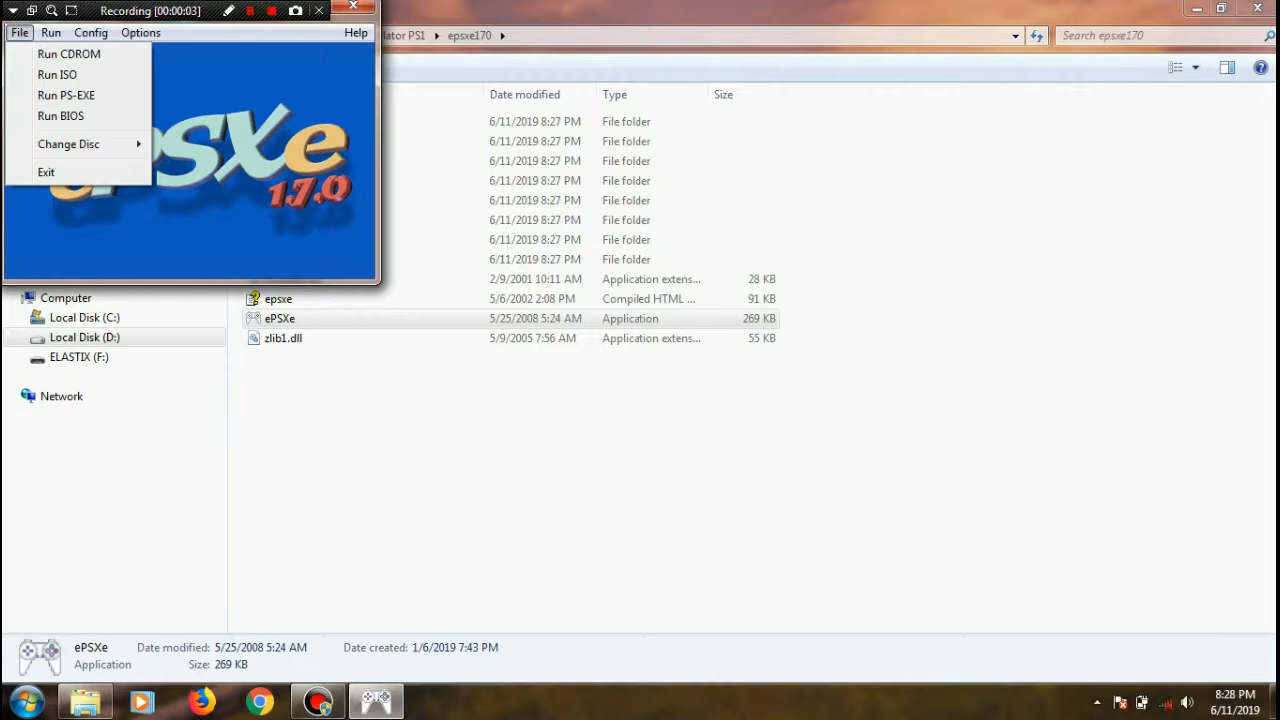 Recording [00:00:03]
File Run Config Options Help
Run CDROM
Run ISO
Run PS-EXE
Run BIOS
Change Disc
Exit
ePSXe
1.7.0
lator PS1 epsxe170
Search epsxe170
Date modified Type Size
6/11/2019 8:27 PM File folder
6/11/2019 8:27 PM File folder
6/11/2019 8:27 PM File folder
6/11/2019 8:27 PM File folder
6/11/2019 8:27 PM File folder
6/11/2019 8:27 PM File folder
6/11/2019 8:27 PM File folder
6/11/2019 8:27 PM File folder
2/9/2001 10:11 AM Application extens... 28 KB
epsxe 5/6/2002 2:08 PM Compiled HTML ... 91 KB
ePSXe 5/25/2008 5:24 AM Application 269 KB
zlib1.dll 5/9/2005 7:56 AM Application extens... 55 KB
Computer
Local Disk (C:)
Local Disk (D:)
ELASTIX (F:)
Network
ePSXe Date modified: 5/25/2008 5:24 AM Date created: 1/6/2019 7:43 PM
Application Size: 269 KB
8:28 PM
6/11/2019